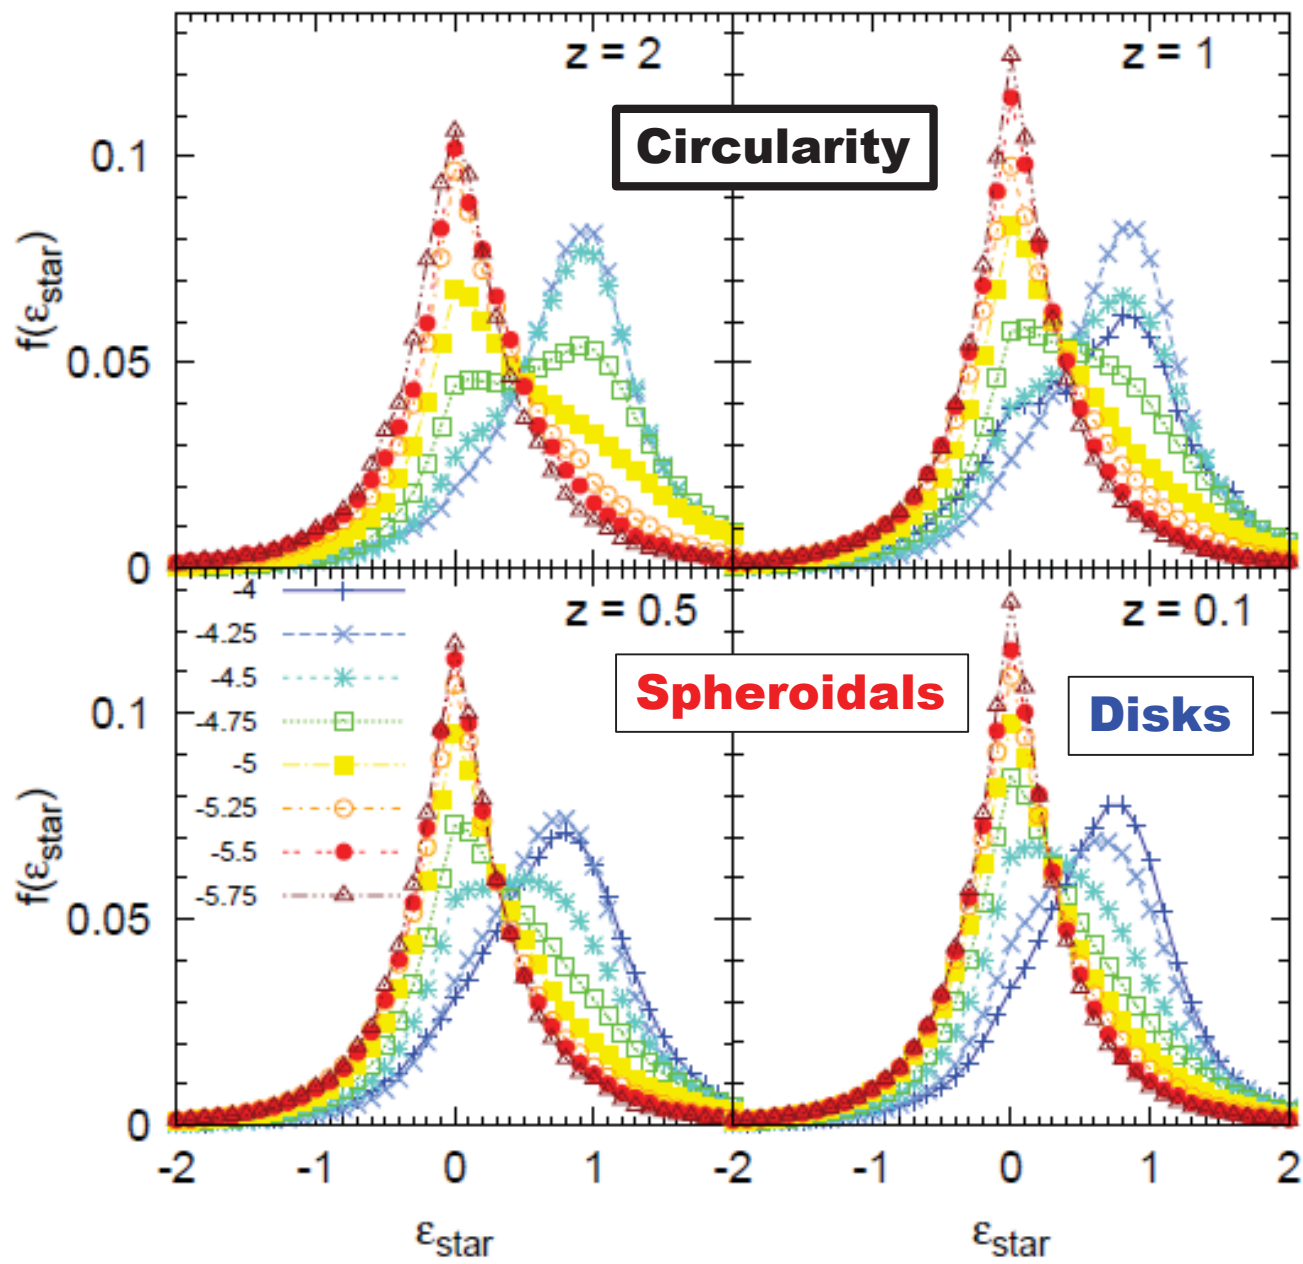 z = 2
z = 1
Circularity
0.1
f(εstar)
0.05
0
-4
-4.25
-4.5
-4.75
-5
-5.25
-5.5
-5.75
z = 0.5
z = 0.1
Spheroidals
Disks
0.1
f(εstar)
0.05
0
-2 -1 0 1 -2 -1 0 1 2
εstar εstar